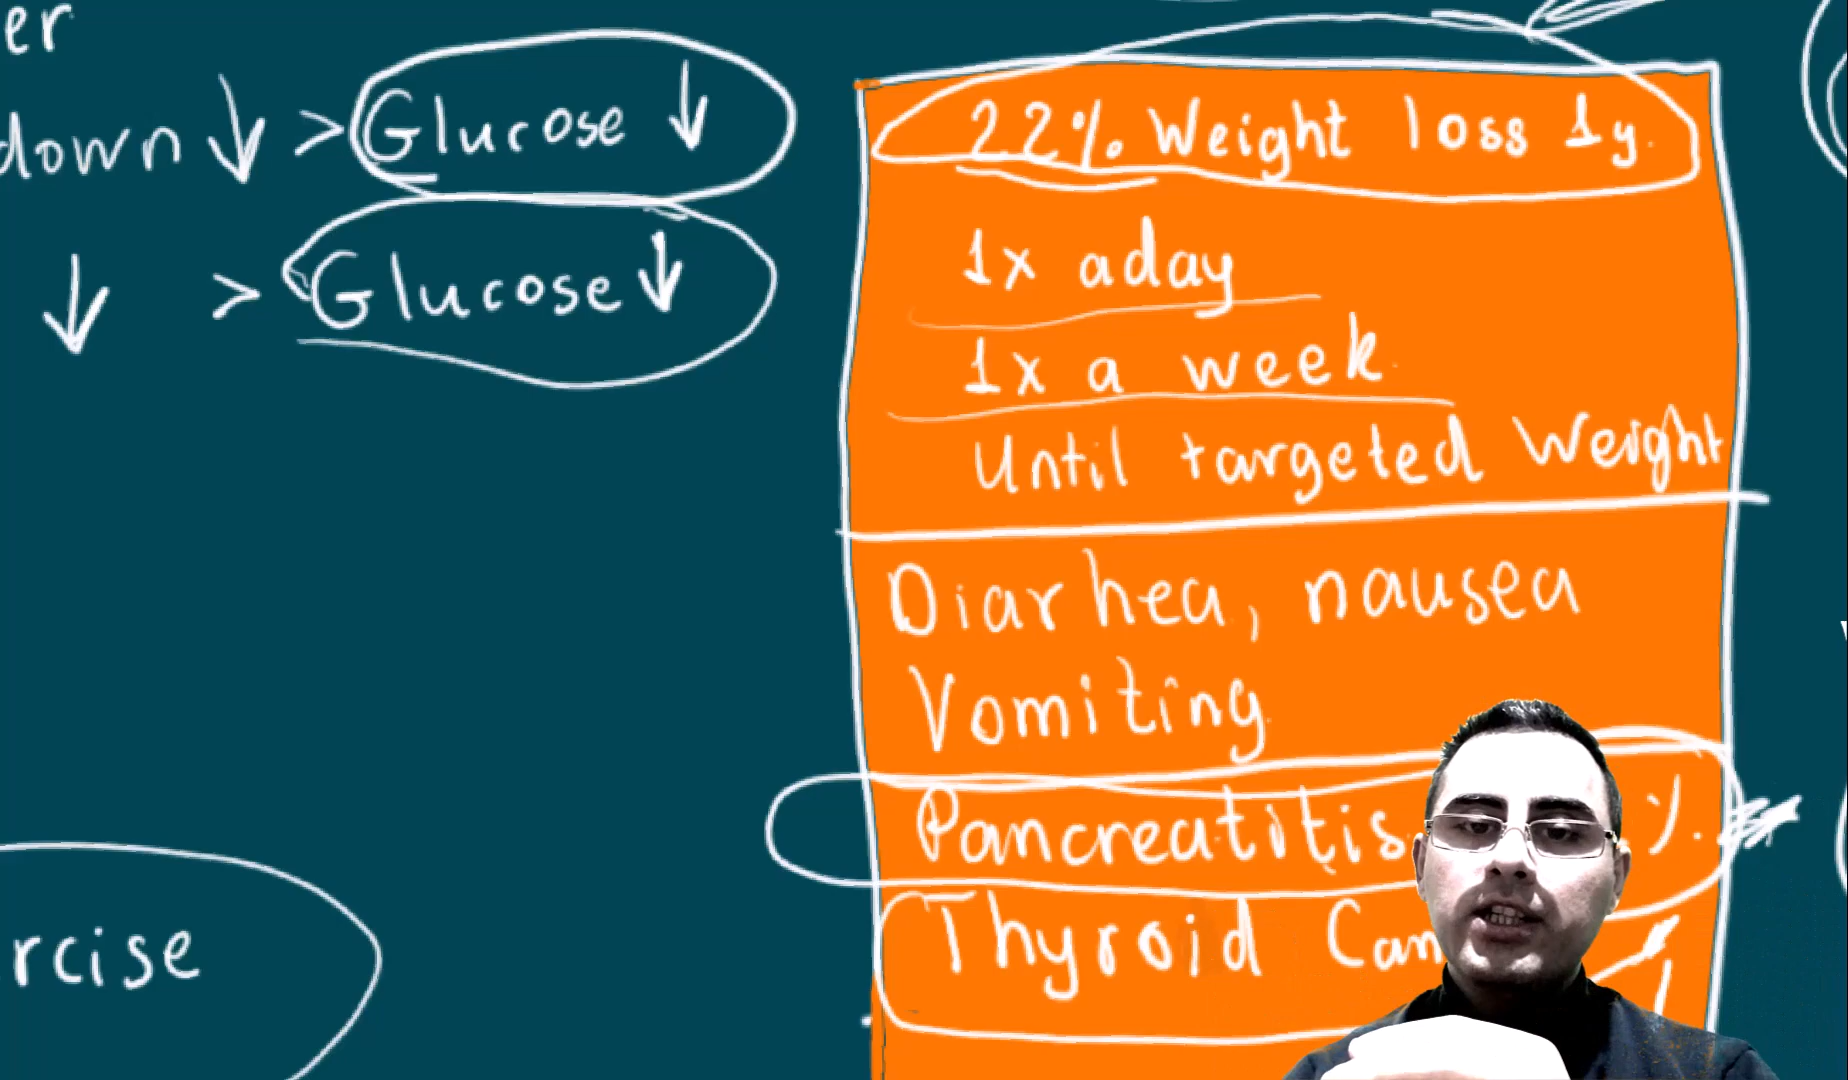 er
down ↓ > Glucose ↓
↓ > Glucose ↓
rcise
22% Weight loss 1y.
1x a day
1x a week
Until targeted Weight
Diarhea, nausea
Vomiting
Pancreatitis %.
Thyroid Can